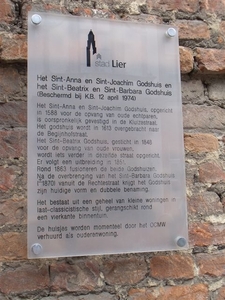 stad Lier
Het Sint-Anna en Sint-Joachim Godshuis en
het Sint-Beatrix en Sint-Barbara Godshuis
(Beschermd bij K.B. 12 april 1974)
Het Sint-Anna en Sint-Joachim Godshuis, opgericht
in 1588 voor de opvang van oude echtparen,
is oorspronkelijk gevestigd in de Kluizestraat.
Het godshuis wordt in 1613 overgebracht naar
de Begijnhofstraat.
Het Sint-Beatrix Godshuis, gesticht in 1846
voor de opvang van oude vrouwen,
wordt iets verder in dezelfde straat opgericht.
Er volgt een uitbreiding in 1851.
Rond 1863 fusioneren de beide Godshuizen.
Na de overbrenging van het Sint-Barbara Godshuis
(1870) vanuit de Rechtestraat krijgt het Godshuis
zijn huidige vorm en dubbele benaming.
Het bestaat uit een geheel van kleine woningen in
laat-classicistische stijl, gerangschikt rond
een vierkante binnentuin.
De huisjes worden momenteel door het OCMW
verhuurd als ouderenwoning.